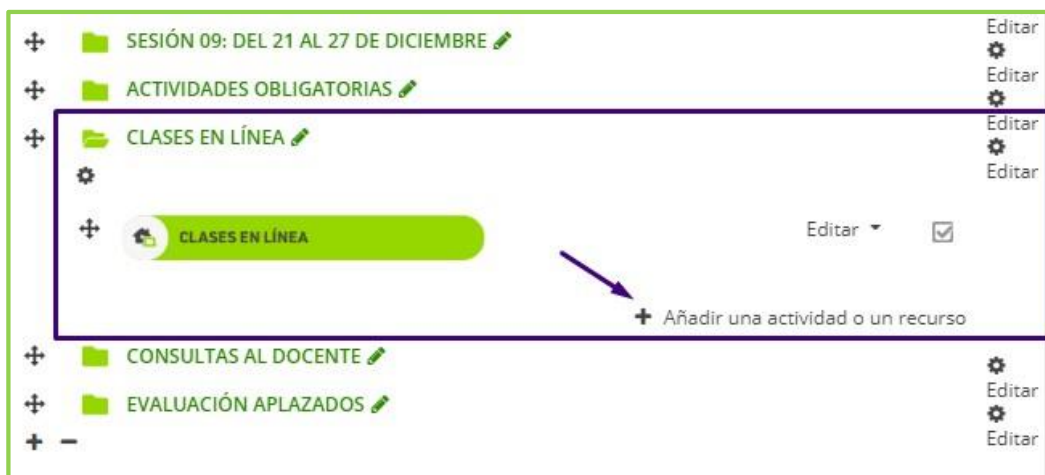 SESIÓN 09: DEL 21 AL 27 DE DICIEMBRE Editar
ACTIVIDADES OBLIGATORIAS Editar
CLASES EN LÍNEA Editar
Editar
CLASES EN LÍNEA Editar
Añadir una actividad o un recurso
CONSULTAS AL DOCENTE
Editar
EVALUACIÓN APLAZADOS
Editar